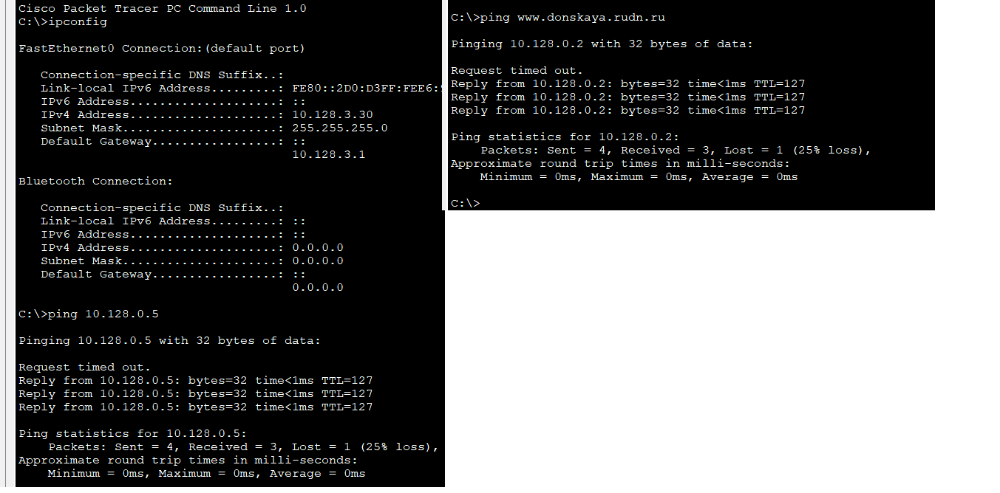 Cisco Packet Tracer PC Command Line 1.0
C:\>ipconfig
FastEthernet0 Connection:(default port)
Connection-specific DNS Suffix..:
Link-local IPv6 Address.........: FE80::2D0:D3FF:FEE6:
IPv6 Address....................: ::
IPv4 Address....................: 10.128.3.30
Subnet Mask.....................: 255.255.255.0
Default Gateway.................: ::
10.128.3.1
Bluetooth Connection:
Connection-specific DNS Suffix..:
Link-local IPv6 Address.........: ::
IPv6 Address....................: ::
IPv4 Address....................: 0.0.0.0
Subnet Mask.....................: 0.0.0.0
Default Gateway.................: ::
0.0.0.0
C:\>ping 10.128.0.5
Pinging 10.128.0.5 with 32 bytes of data:
Request timed out.
Reply from 10.128.0.5: bytes=32 time<1ms TTL=127
Reply from 10.128.0.5: bytes=32 time<1ms TTL=127
Reply from 10.128.0.5: bytes=32 time<1ms TTL=127
Ping statistics for 10.128.0.5:
Packets: Sent = 4, Received = 3, Lost = 1 (25% loss),
Approximate round trip times in milli-seconds:
Minimum = 0ms, Maximum = 0ms, Average = 0ms
C:\>ping www.donskaya.rudn.ru
Pinging 10.128.0.2 with 32 bytes of data:
Request timed out.
Reply from 10.128.0.2: bytes=32 time<1ms TTL=127
Reply from 10.128.0.2: bytes=32 time<1ms TTL=127
Reply from 10.128.0.2: bytes=32 time<1ms TTL=127
Ping statistics for 10.128.0.2:
Packets: Sent = 4, Received = 3, Lost = 1 (25% loss),
Approximate round trip times in milli-seconds:
Minimum = 0ms, Maximum = 0ms, Average = 0ms
C:\>